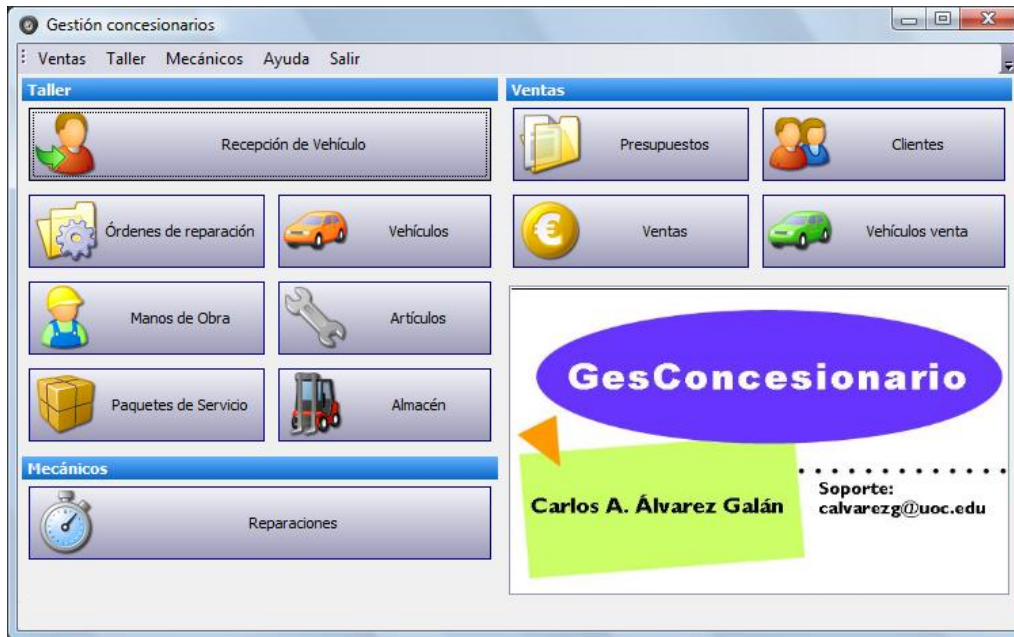 Gestión concesionarios
Ventas Taller Mecánicos Ayuda Salir
Taller
Recepción de Vehículo
Órdenes de reparación
Vehículos
Manos de Obra
Artículos
Paquetes de Servicio
Almacén
Mecánicos
Reparaciones
Ventas
Presupuestos
Clientes
Ventas
Vehículos venta
GesConcesionario
Carlos A. Álvarez Galán
Soporte:
calvarezg@uoc.edu